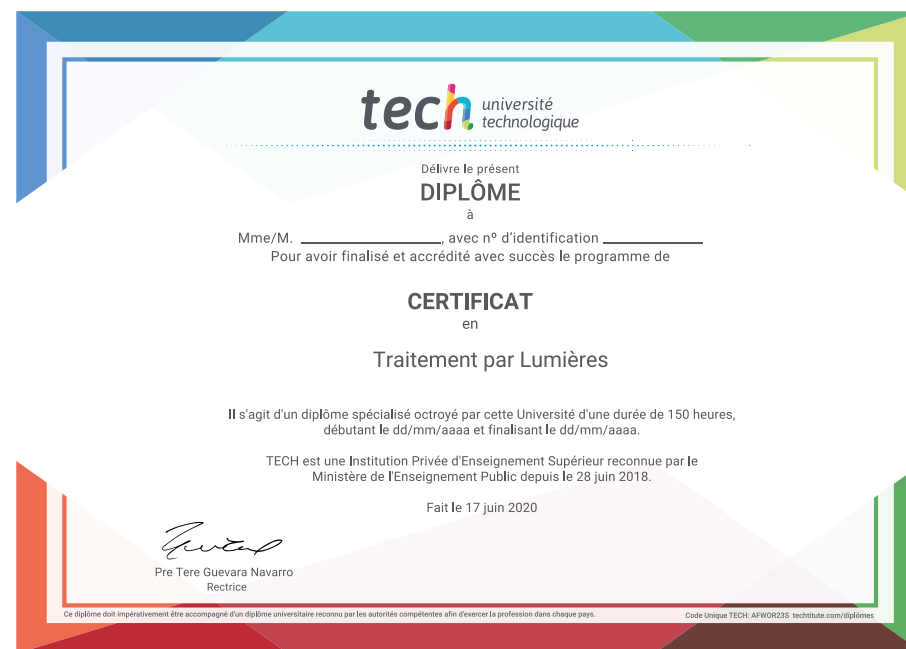 tech université
technologique
Délivre le présent
DIPLÔME
à
Mme/M. ____________________, avec nº d'identification ______________
Pour avoir finalisé et accrédité avec succès le programme de
CERTIFICAT
en
Traitement par Lumières
Il s'agit d'un diplôme spécialisé octroyé par cette Université d'une durée de 150 heures,
débutant le dd/mm/aaaa et finalisant le dd/mm/aaaa.
TECH est une Institution Privée d'Enseignement Supérieur reconnue par le
Ministère de l'Enseignement Public depuis le 28 juin 2018.
Fait le 17 juin 2020
Pre Tere Guevara Navarro
Rectrice
Ce diplôme doit impérativement être accompagné d'un diplôme universitaire reconnu par les autorités compétentes afin d'exercer la profession dans chaque pays.
Code Unique TECH: AFWOR23S techtitute.com/diplômes